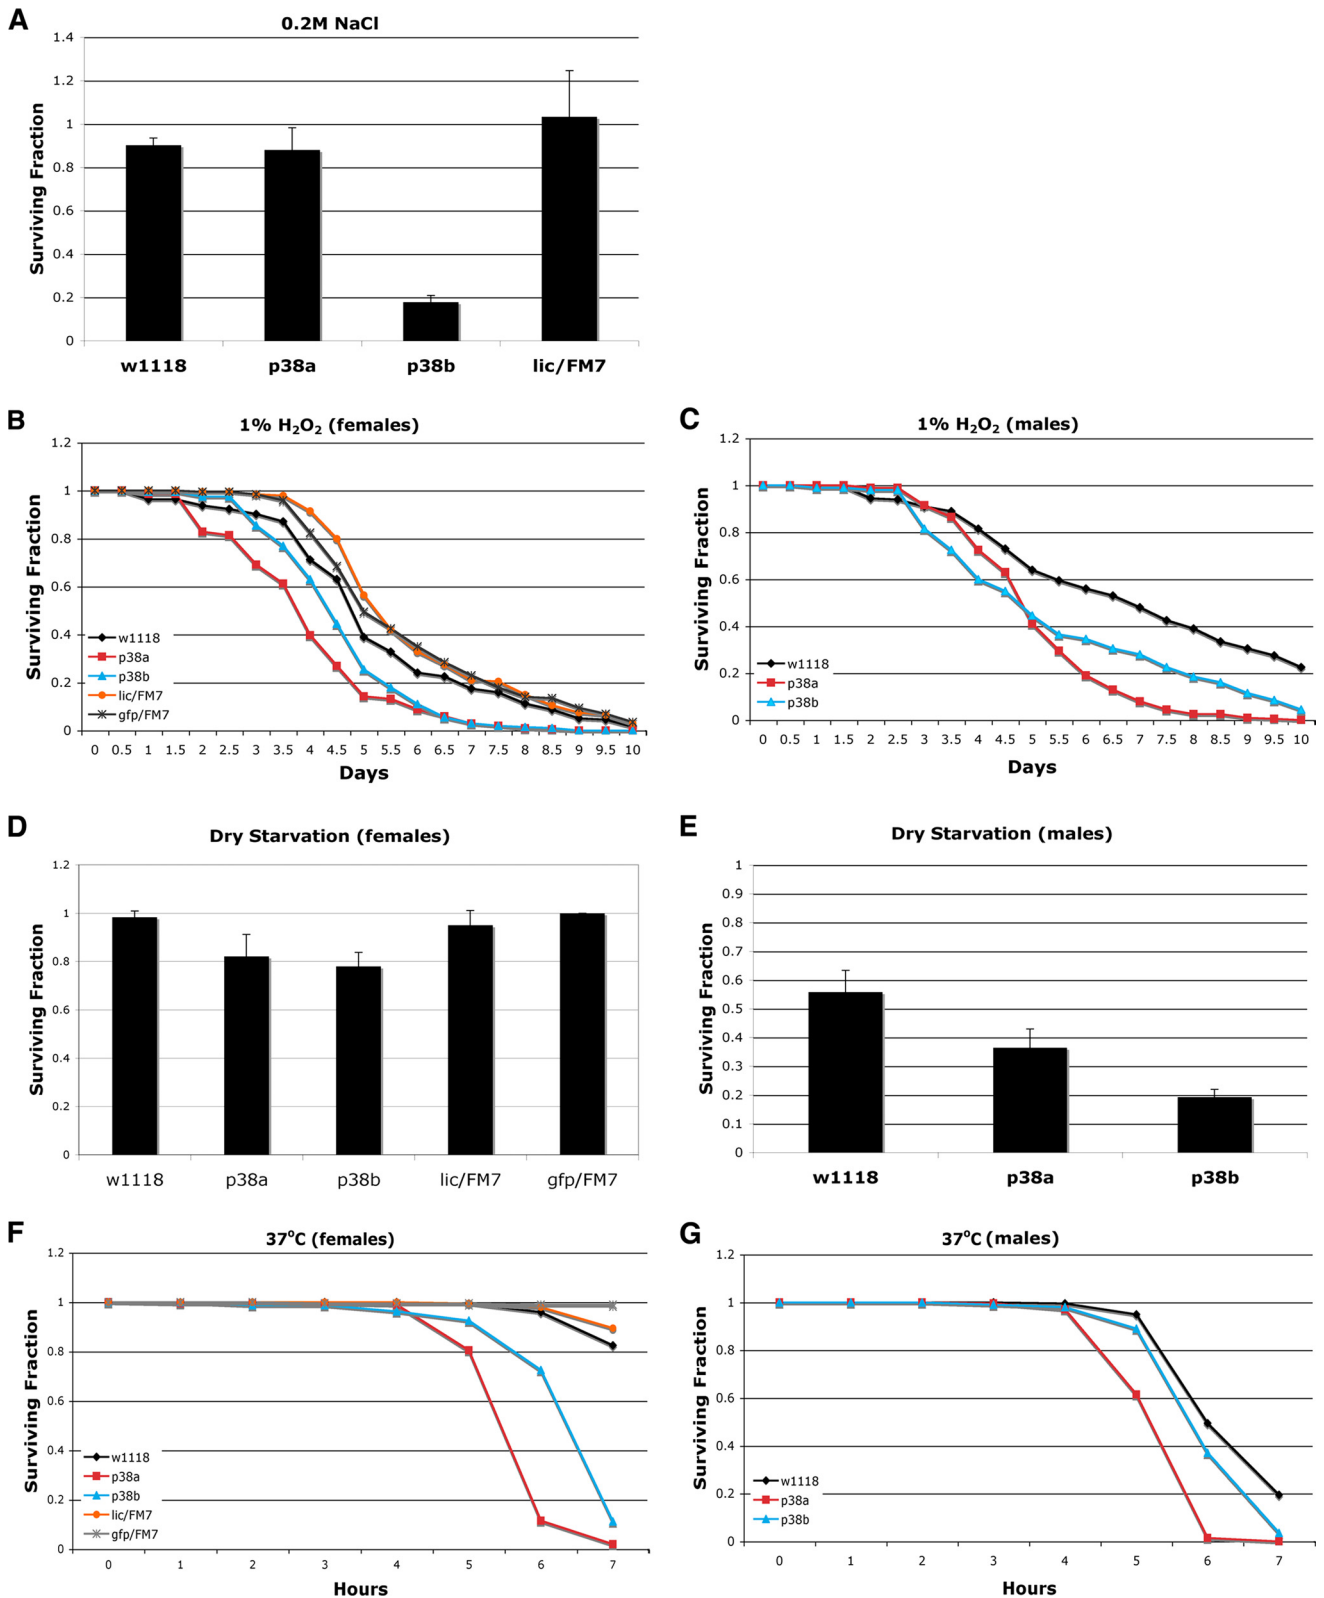 A
0.2M NaCl
Surviving Fraction
1.4
1.2
1
0.8
0.6
0.4
0.2
0
w1118 p38a p38b lic/FM7
B
1% H₂O₂ (females)
Surviving Fraction
1.2
1
0.8
0.6
0.4
0.2
0
w1118
p38a
p38b
lic/FM7
gfp/FM7
0 0.5 1 1.5 2 2.5 3 3.5 4 4.5 5 5.5 6 6.5 7 7.5 8 8.5 9 9.5 10
Days
C
1% H₂O₂ (males)
Surviving Fraction
1.2
1
0.8
0.6
0.4
0.2
0
w1118
p38a
p38b
0 0.5 1 1.5 2 2.5 3 3.5 4 4.5 5 5.5 6 6.5 7 7.5 8 8.5 9 9.5 10
Days
D
Dry Starvation (females)
Surviving Fraction
1.2
1
0.8
0.6
0.4
0.2
0
w1118 p38a p38b lic/FM7 gfp/FM7
E
Dry Starvation (males)
Surviving Fraction
1
0.9
0.8
0.7
0.6
0.5
0.4
0.3
0.2
0.1
0
w1118 p38a p38b
F
37°C (females)
Surviving Fraction
1.2
1
0.8
0.6
0.4
0.2
0
w1118
p38a
p38b
lic/FM7
gfp/FM7
0 1 2 3 4 5 6 7
Hours
G
37°C (males)
Surviving Fraction
1.2
1
0.8
0.6
0.4
0.2
0
w1118
p38a
p38b
0 1 2 3 4 5 6 7
Hours